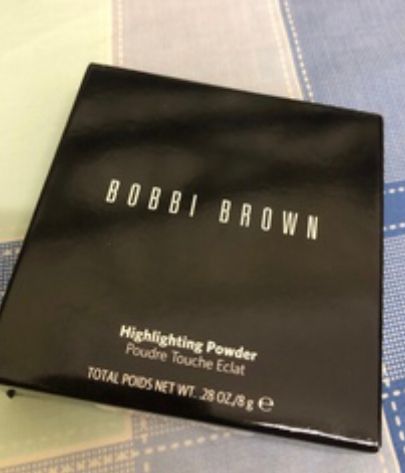 BOBBI BROWN
Highlighting Powder
Poudre Touche Eclat
TOTAL POIDS NET WT. .28 OZ./8 g ℮